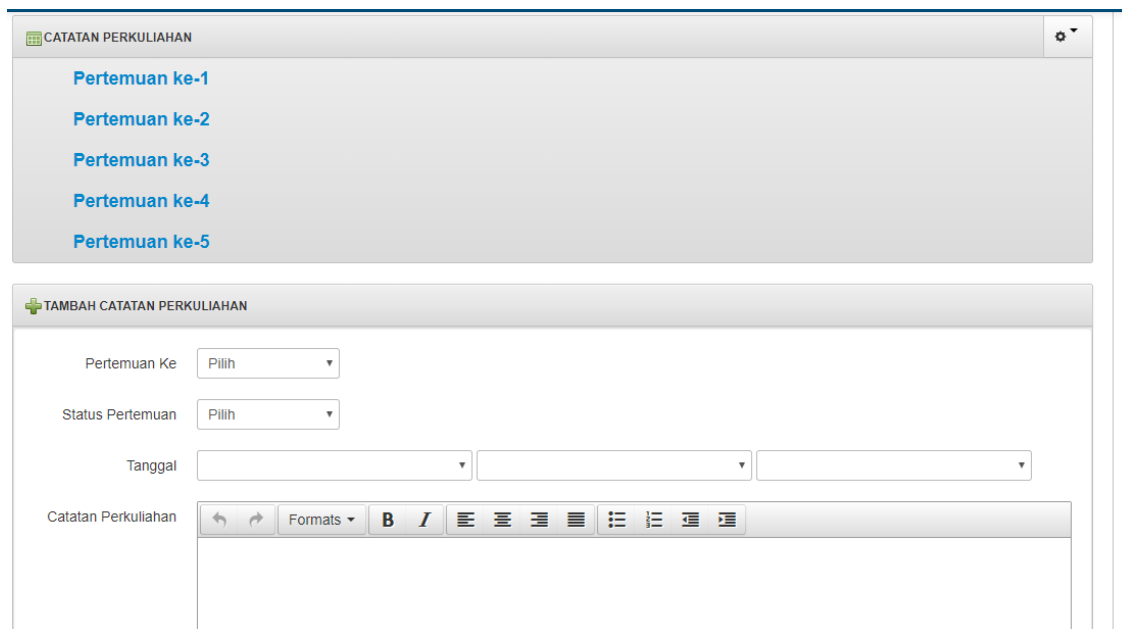 CATATAN PERKULIAHAN
Pertemuan ke-1
Pertemuan ke-2
Pertemuan ke-3
Pertemuan ke-4
Pertemuan ke-5
TAMBAH CATATAN PERKULIAHAN
Pertemuan Ke Pilih
Status Pertemuan Pilih
Tanggal
Catatan Perkuliahan Formats B I